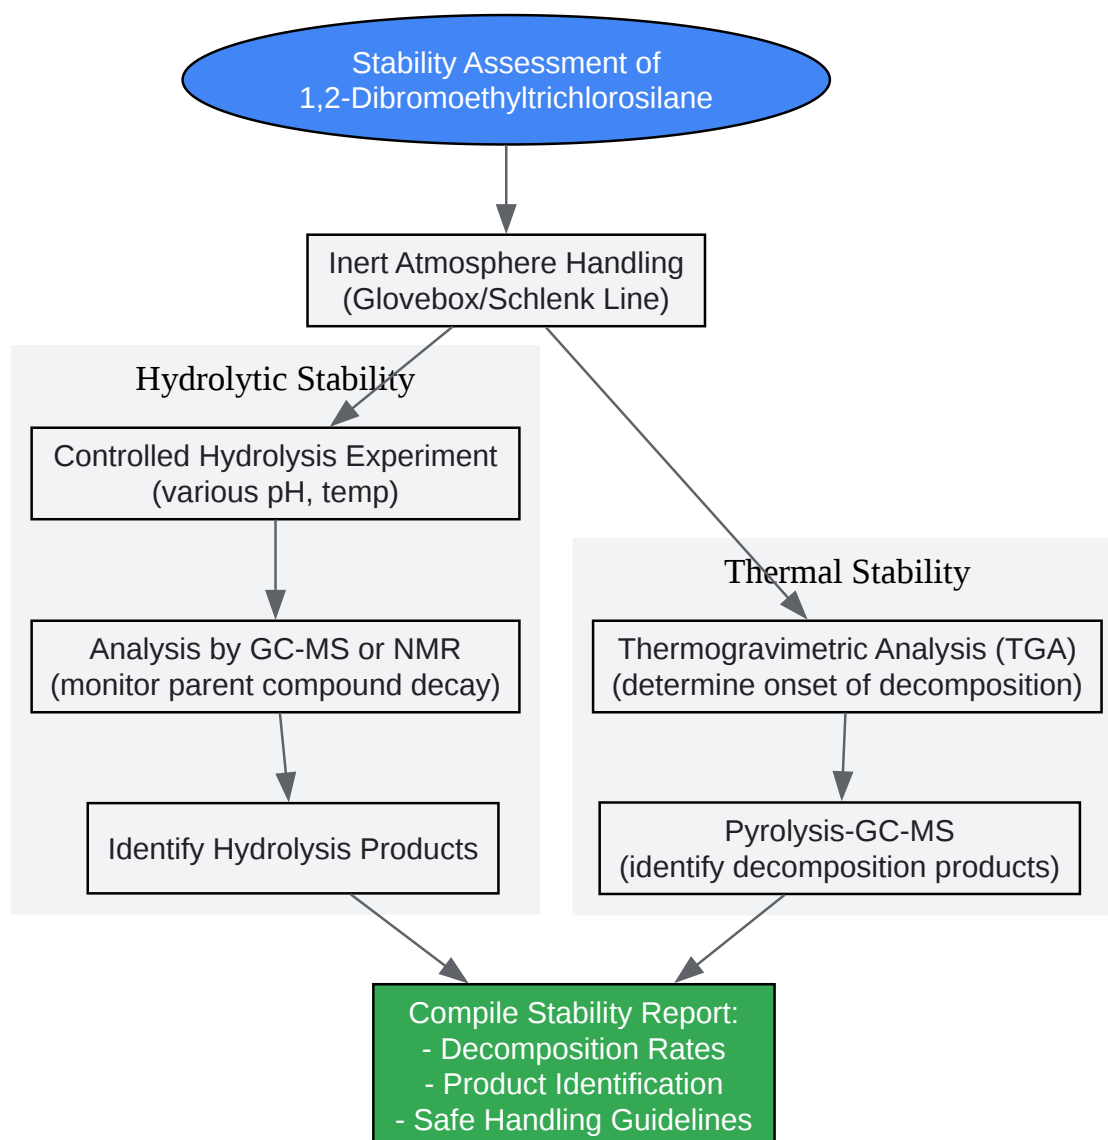 Stability Assessment of
1,2-Dibromoethyltrichlorosilane
Inert Atmosphere Handling
(Glovebox/Schlenk Line)
Hydrolytic Stability
Controlled Hydrolysis Experiment
(various pH, temp)
Analysis by GC-MS or NMR
(monitor parent compound decay)
Identify Hydrolysis Products
Thermal Stability
Thermogravimetric Analysis (TGA)
(determine onset of decomposition)
Pyrolysis-GC-MS
(identify decomposition products)
Compile Stability Report:
- Decomposition Rates
- Product Identification
- Safe Handling Guidelines